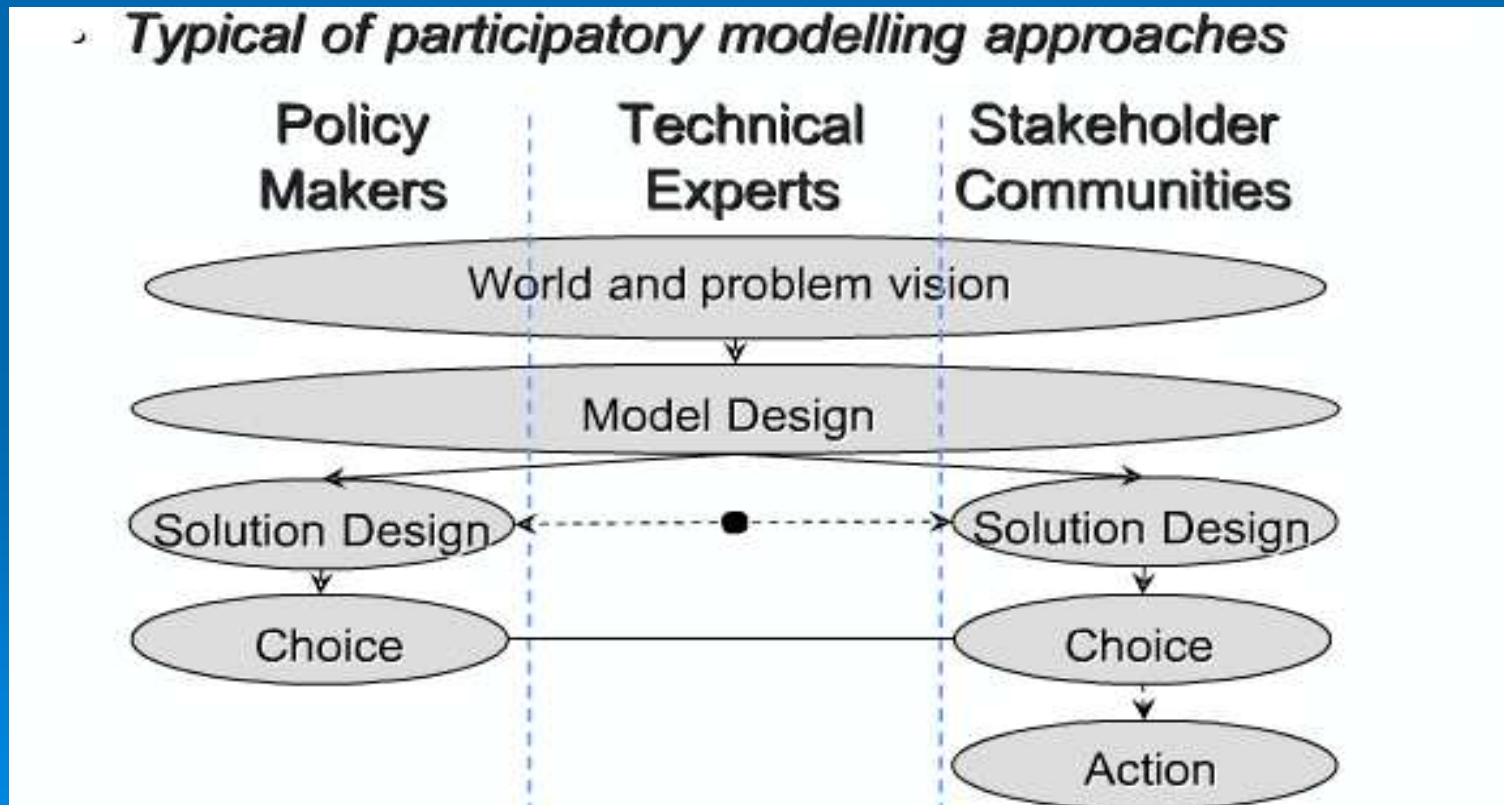 Typical of participatory modelling approaches
Policy Makers
Technical Experts
Stakeholder Communities
World and problem vision
Model Design
Solution Design
Solution Design
Choice
Choice
Action